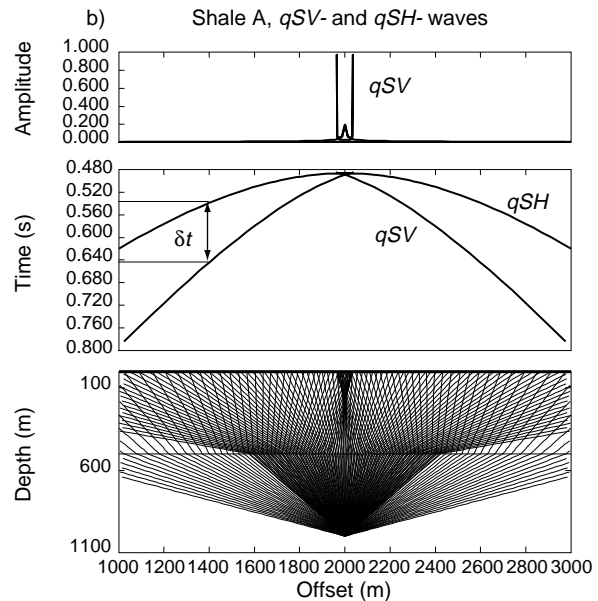 b) Shale A, qSV- and qSH- waves
Amplitude
1.000
0.800
0.600
0.400
0.200
0.000
qSV
Time (s)
0.480
0.520
0.560
0.600
0.640
0.680
0.720
0.760
0.800
δt
qSH
qSV
Depth (m)
100
600
1100
1000 1200 1400 1600 1800 2000 2200 2400 2600 2800 3000
Offset (m)